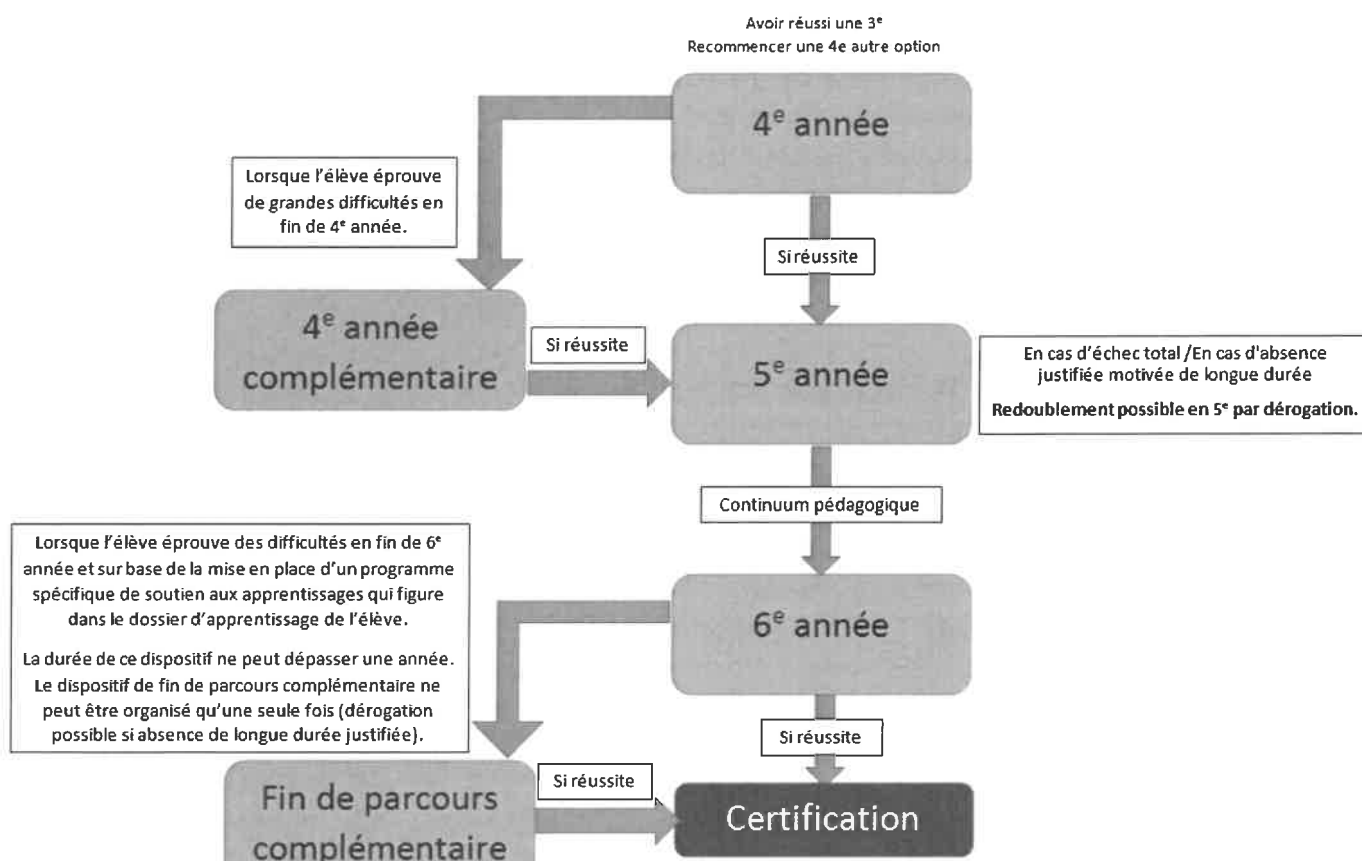 Avoir réussi une 3e
Recommencer une 4e autre option
4e année
Lorsque l'élève éprouve
de grandes difficultés en
fin de 4e année.
Si réussite
4e année
complémentaire
Si réussite
5e année
En cas d'échec total /En cas d'absence
justifiée motivée de longue durée
Redoublement possible en 5e par dérogation.
Continuum pédagogique
Lorsque l'élève éprouve des difficultés en fin de 6e
année et sur base de la mise en place d'un programme
spécifique de soutien aux apprentissages qui figure
dans le dossier d'apprentissage de l'élève.
La durée de ce dispositif ne peut dépasser une année.
Le dispositif de fin de parcours complémentaire ne
peut être organisé qu'une seule fois (dérogation
possible si absence de longue durée justifiée).
6e année
Si réussite
Fin de parcours
complémentaire
Si réussite
Certification